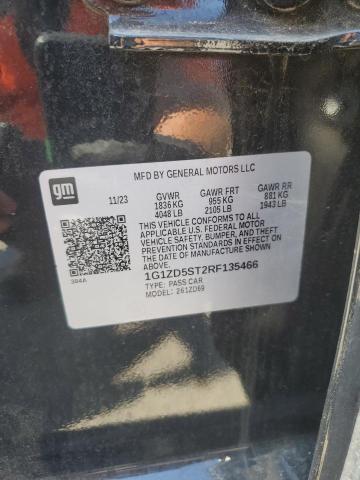 MFD BY GENERAL MOTORS LLC
gm
11/23 GVWR GAWR FRT GAWR RR
1836 KG 955 KG 881 KG
4048 LB 2105 LB 1943 LB
THIS VEHICLE CONFORMS TO ALL
APPLICABLE U.S. FEDERAL MOTOR
VEHICLE SAFETY, BUMPER, AND THEFT
PREVENTION STANDARDS IN EFFECT ON
THE DATE OF MANUFACTURE SHOWN
ABOVE.
384A
1G1ZD5ST2RF135466
TYPE: PASS CAR
MODEL: 261ZD69